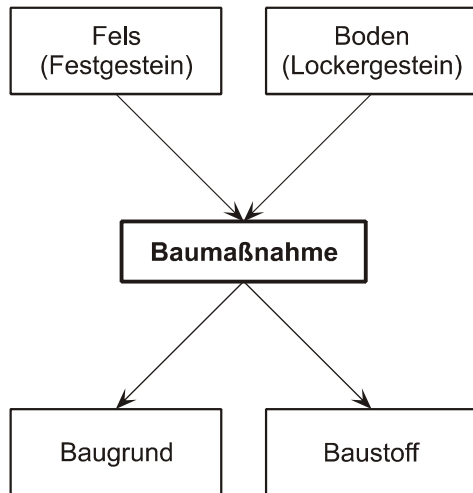 Fels
(Festgestein)
Boden
(Lockergestein)
Baumaßnahme
Baugrund
Baustoff